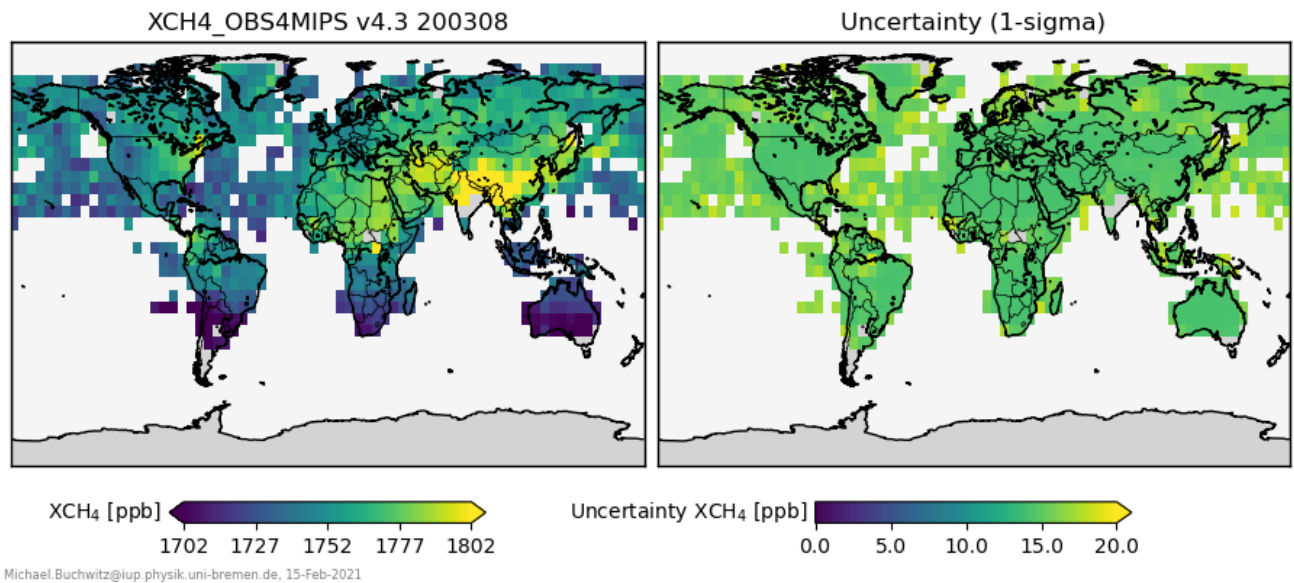 XCH4_OBS4MIPS v4.3 200308
Uncertainty (1-sigma)
XCH₄ [ppb]
1702 1727 1752 1777 1802
Uncertainty XCH₄ [ppb]
0.0 5.0 10.0 15.0 20.0
Michael.Buchwitz@iup.physik.uni-bremen.de, 15-Feb-2021